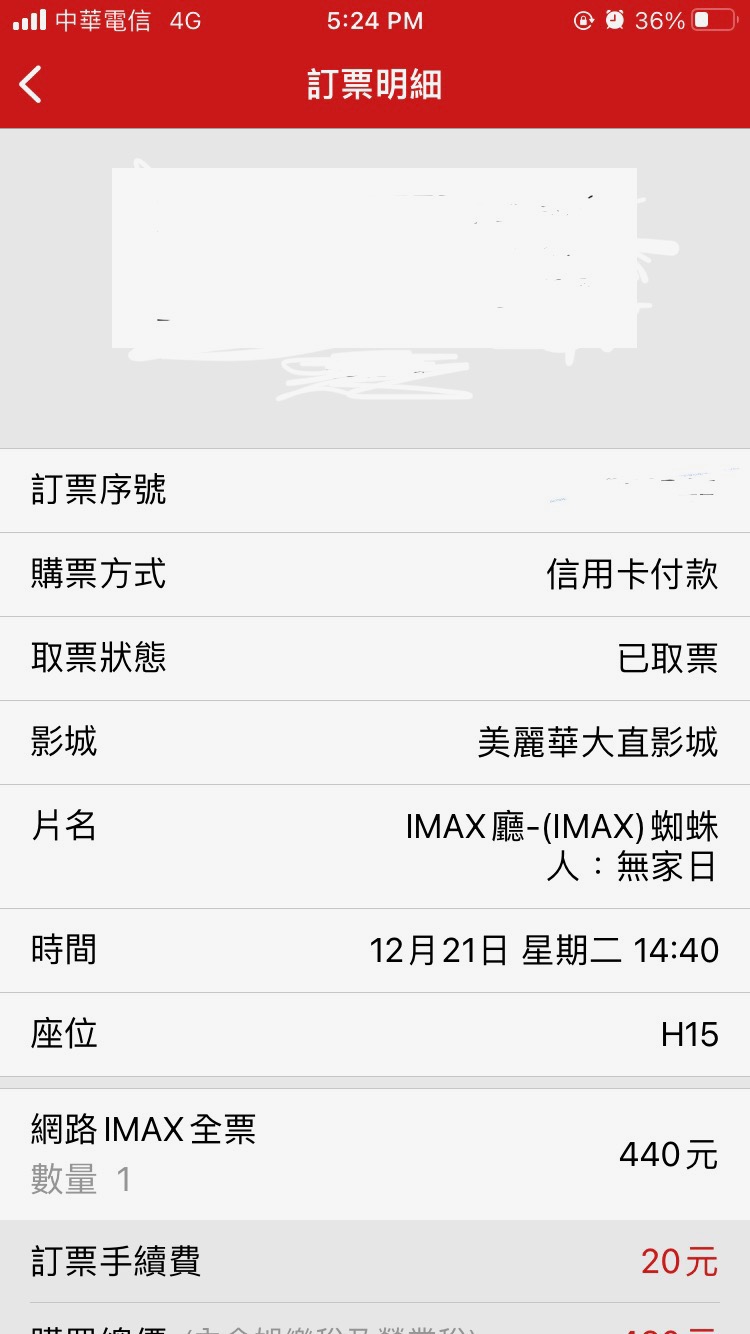 中華電信 4G 5:24 PM 36%
訂票明細
訂票序號
購票方式 信用卡付款
取票狀態 已取票
影城 美麗華大直影城
片名 IMAX廳-(IMAX)蜘蛛
人：無家日
時間 12月21日 星期二 14:40
座位 H15
網路IMAX全票 440元
數量 1
訂票手續費 20元